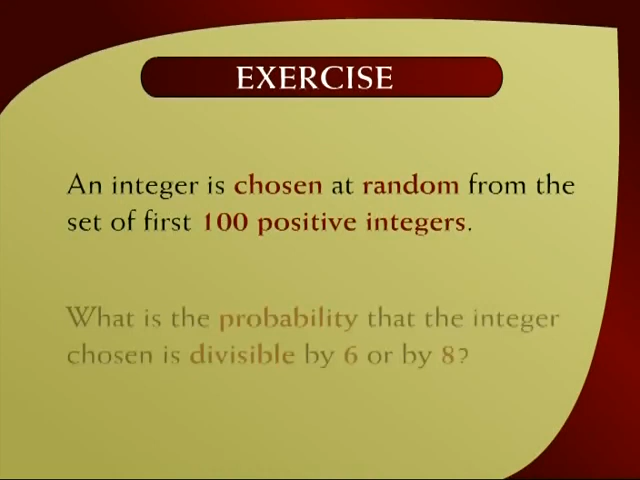 EXERCISE
An integer is chosen at random from the
set of first 100 positive integers.
What is the probability that the integer
chosen is divisible by 6 or by 8?